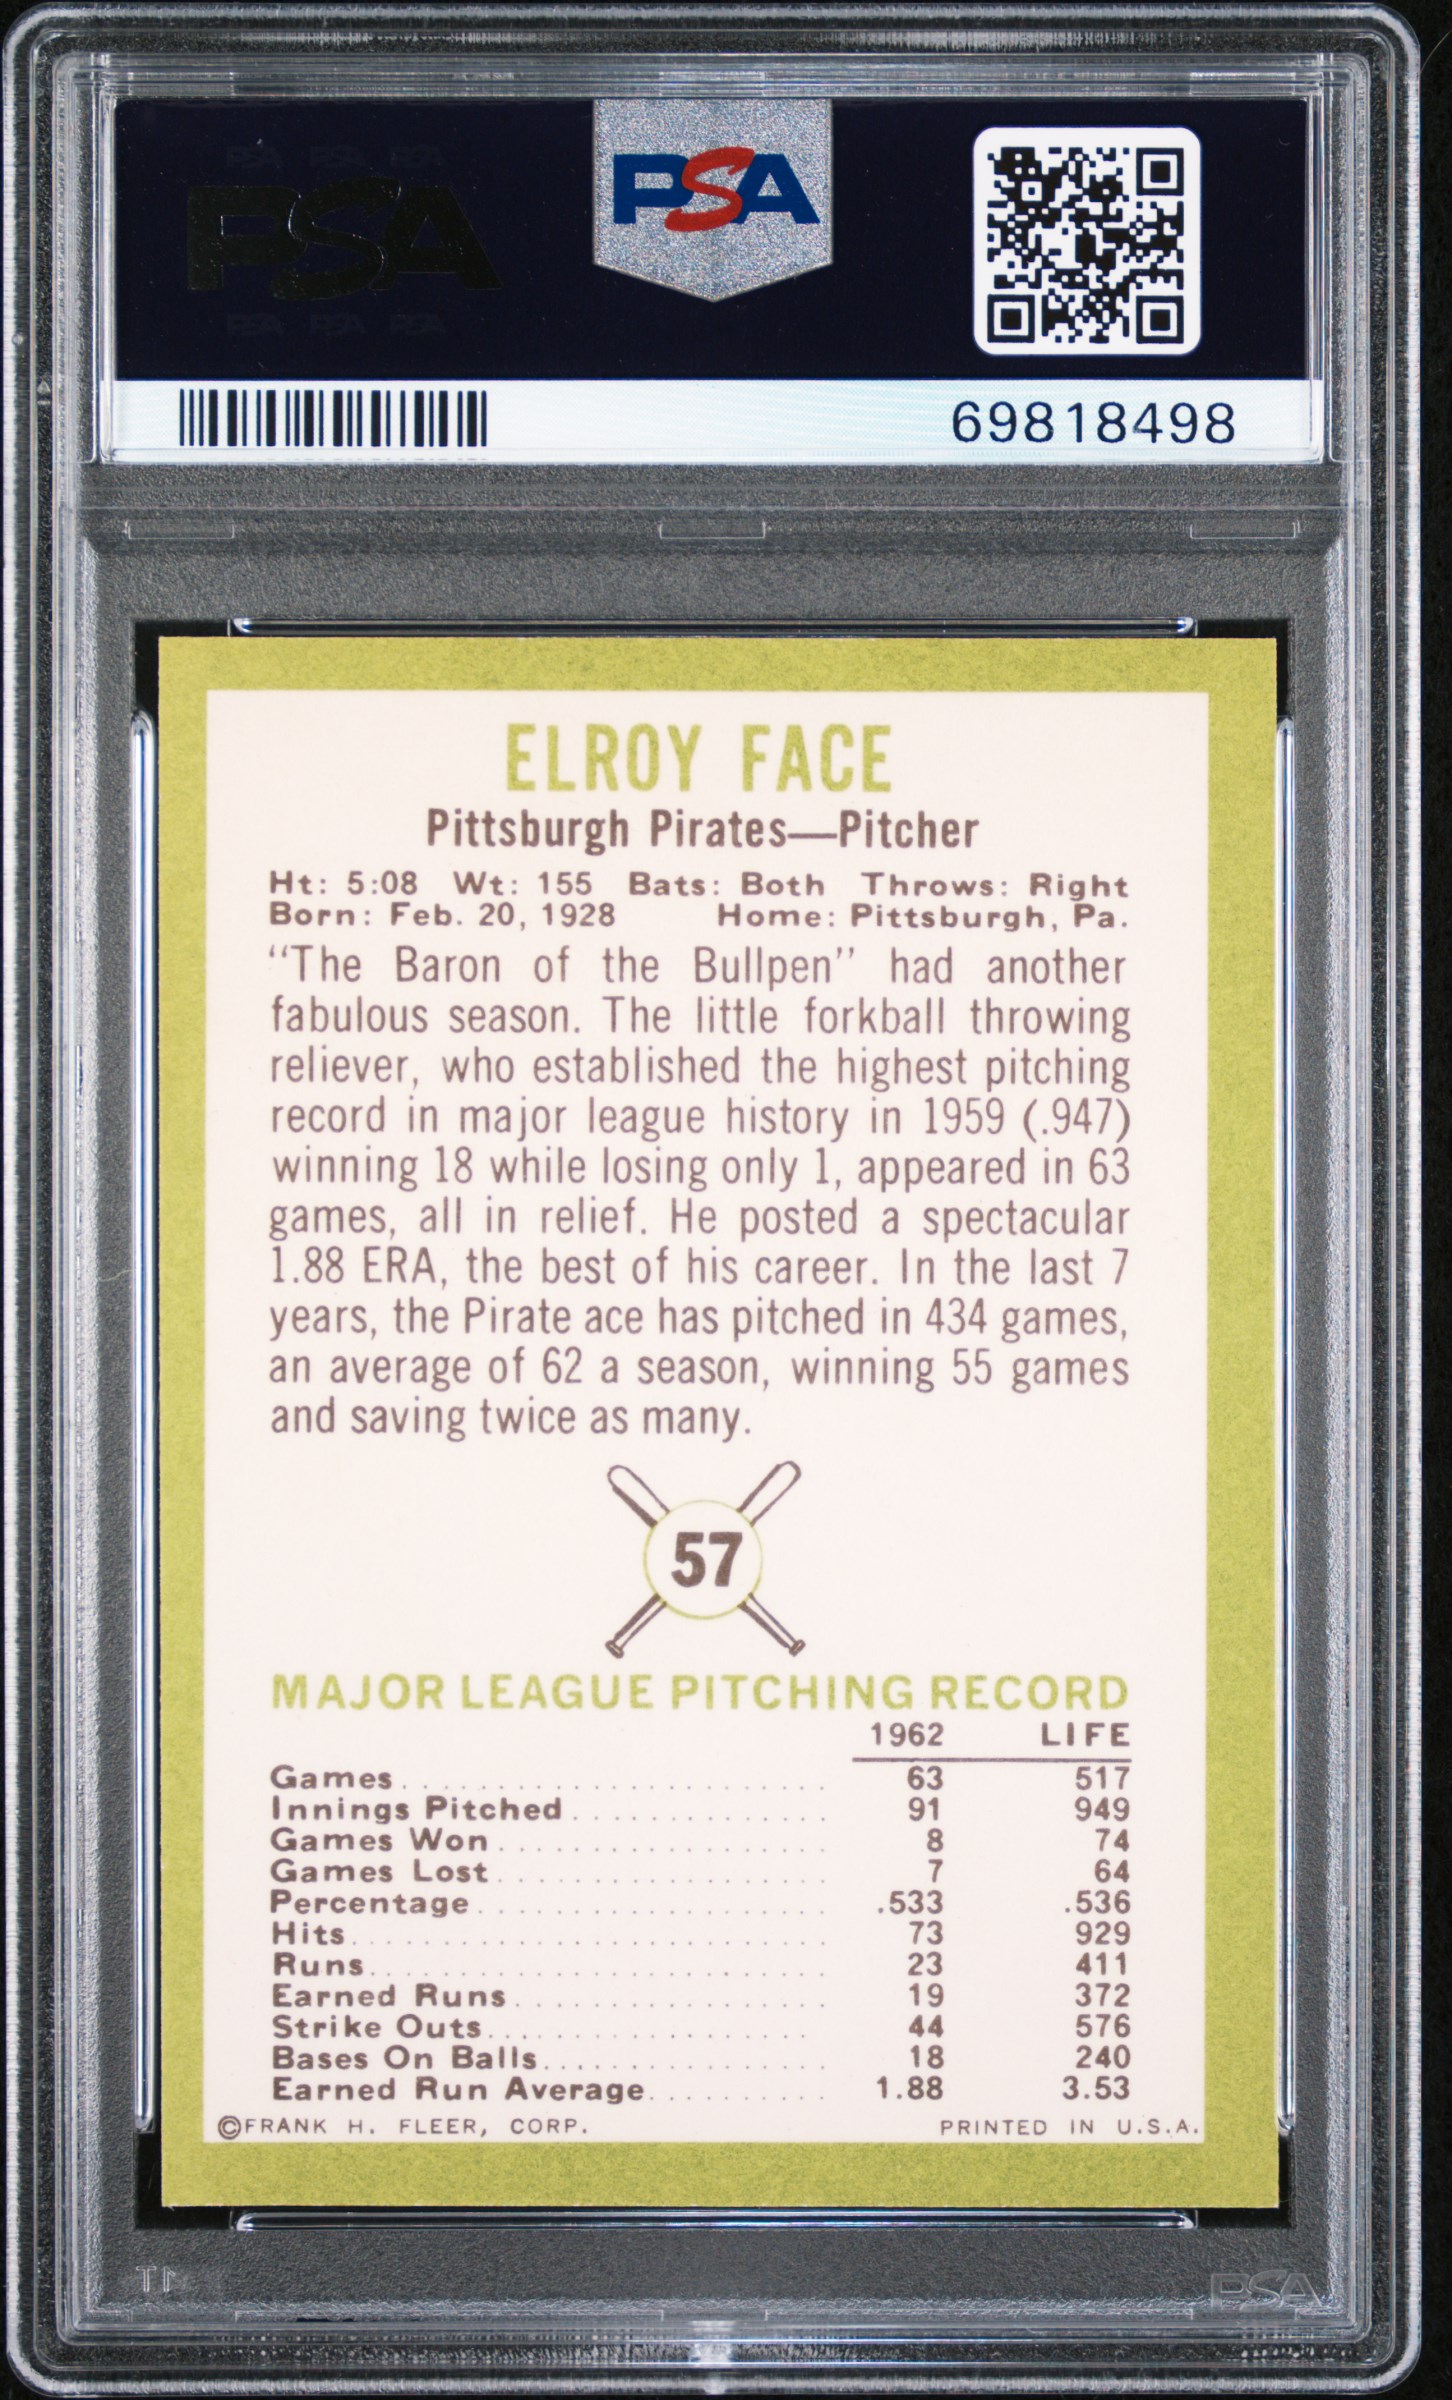 PSA PSA PSA
PSA
PSA PSA PSA
PSA
69818498
ELROY FACE
Pittsburgh Pirates—Pitcher
Ht: 5:08 Wt: 155 Bats: Both Throws: Right
Born: Feb. 20, 1928 Home: Pittsburgh, Pa.
"The Baron of the Bullpen" had another
fabulous season. The little forkball throwing
reliever, who established the highest pitching
record in major league history in 1959 (.947)
winning 18 while losing only 1, appeared in 63
games, all in relief. He posted a spectacular
1.88 ERA, the best of his career. In the last 7
years, the Pirate ace has pitched in 434 games,
an average of 62 a season, winning 55 games
and saving twice as many.
57
MAJOR LEAGUE PITCHING RECORD
1962 LIFE
Games 63 517
Innings Pitched 91 949
Games Won 8 74
Games Lost 7 64
Percentage .533 .536
Hits 73 929
Runs 23 411
Earned Runs 19 372
Strike Outs 44 576
Bases On Balls 18 240
Earned Run Average 1.88 3.53
©FRANK H. FLEER, CORP. PRINTED IN U.S.A.
PSA